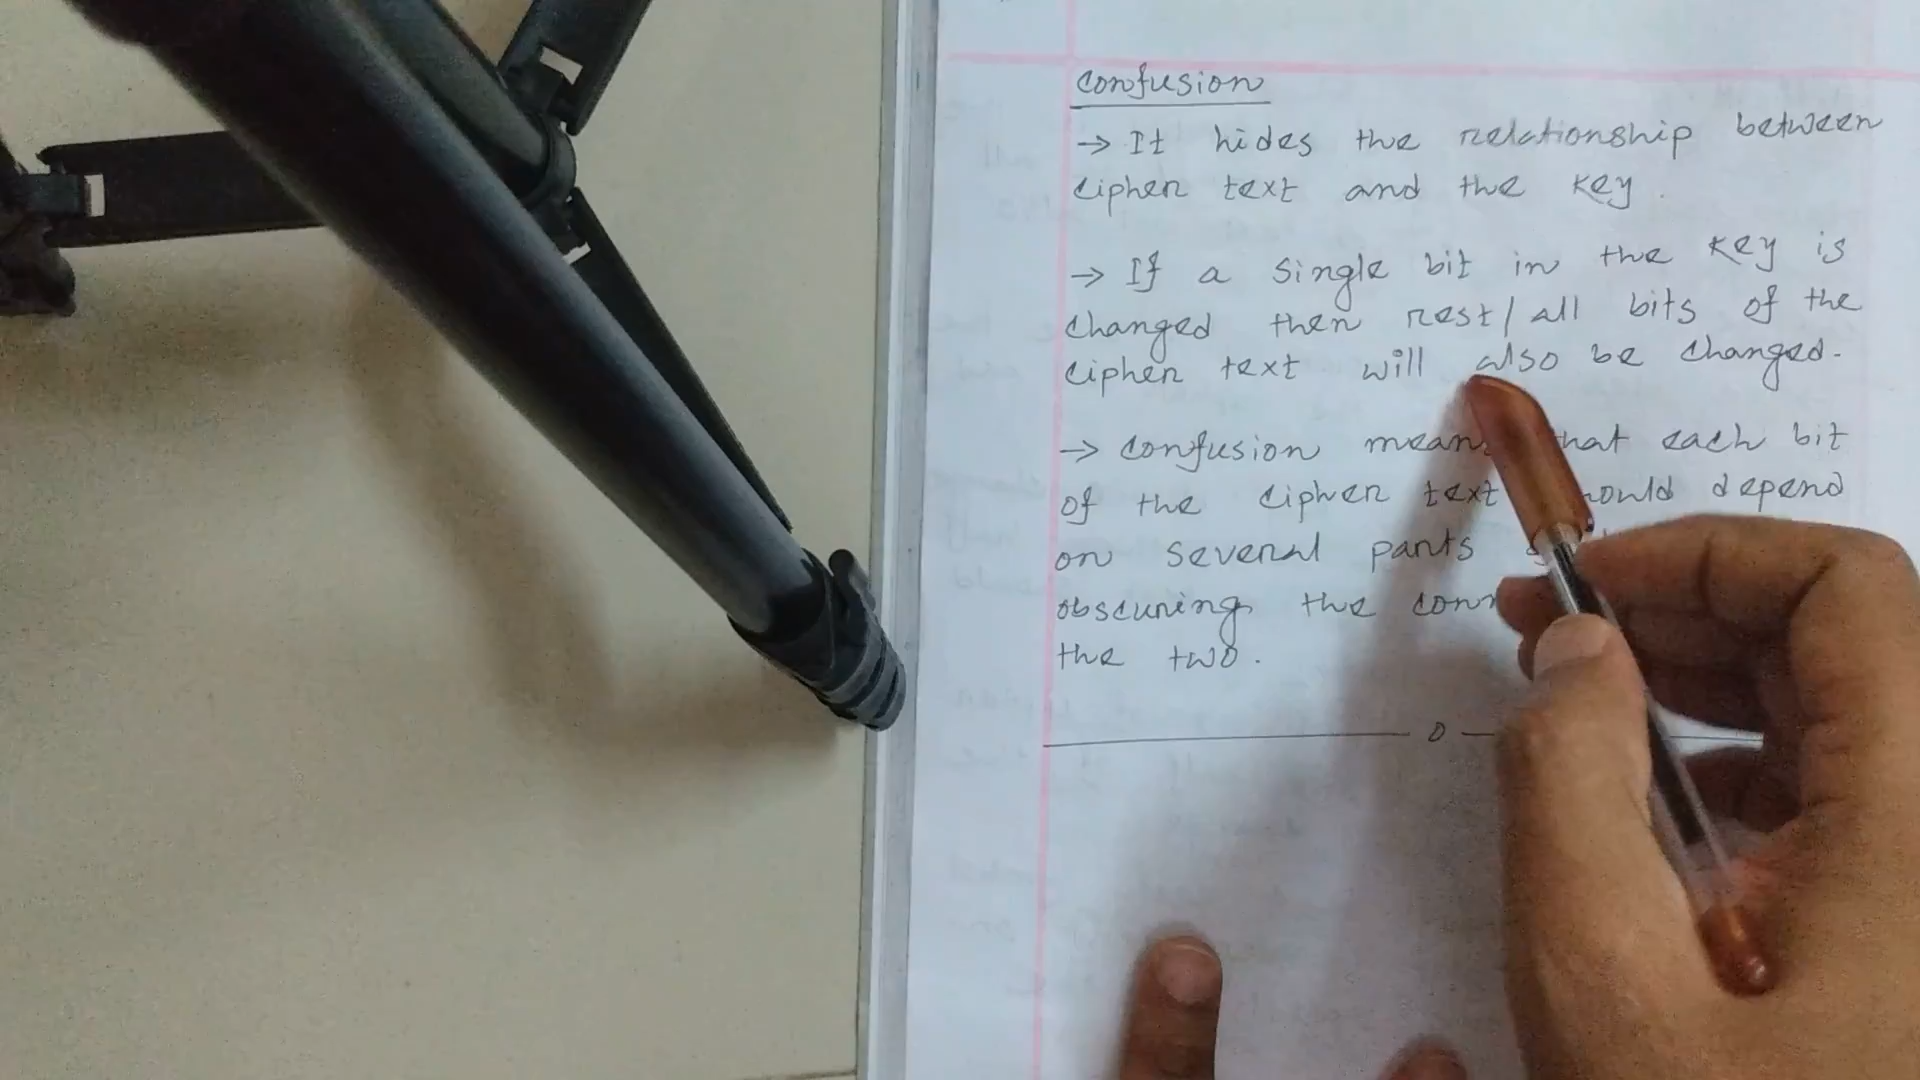 Confusion
→ It hides the relationship between
cipher text and the key.
→ If a single bit in the key is
changed then rest/all bits of the
cipher text will also be changed.
→ Confusion means that each bit
of the cipher text should depend
on several parts
obscuring the
the two.